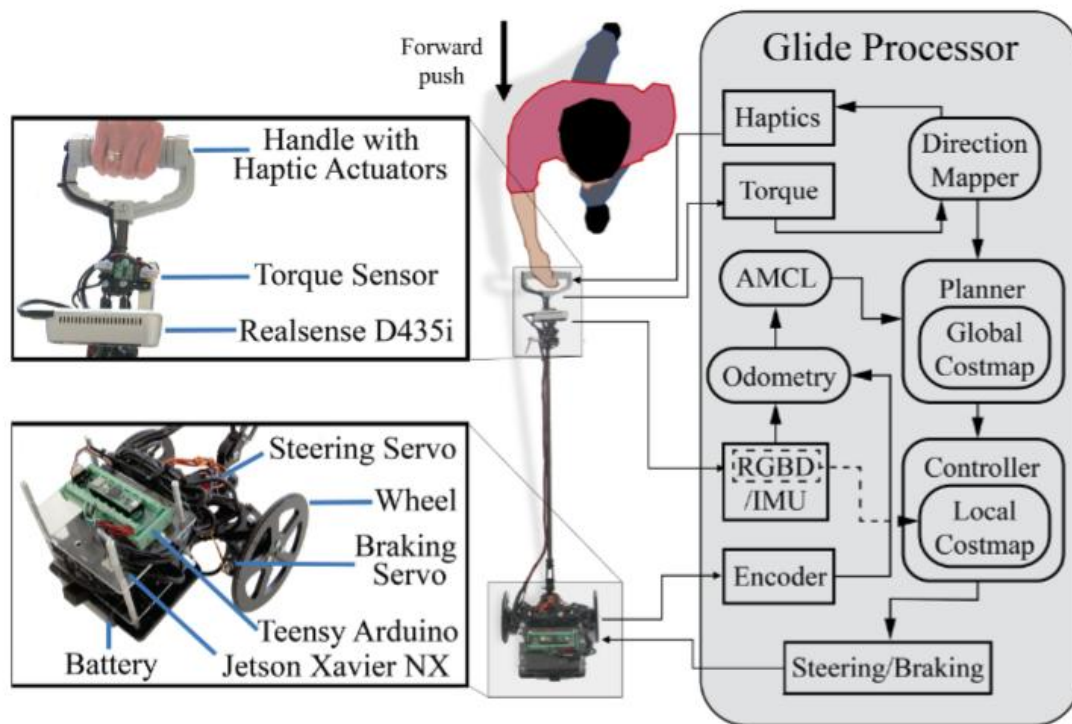 Forward
push
Handle with
Haptic Actuators
Torque Sensor
Realsense D435i
Steering Servo
Wheel
Braking
Servo
Teensy Arduino
Battery
Jetson Xavier NX
Glide Processor
Haptics
Direction
Mapper
Torque
AMCL
Planner
Global
Costmap
Odometry
RGBD
/IMU
Controller
Local
Costmap
Encoder
Steering/Braking